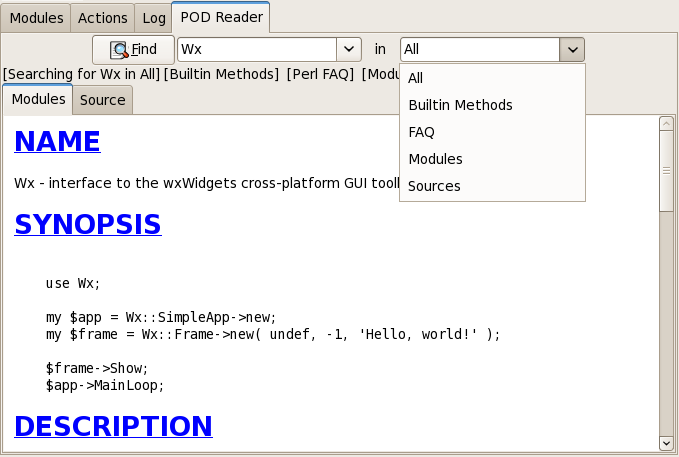 Modules Actions Log POD Reader
Find Wx in All
[Searching for Wx in All] [Builtin Methods] [Perl FAQ]
All
Builtin Methods
FAQ
Modules
Sources
Modules Source
NAME
Wx - interface to the wxWidgets cross-platform GUI
SYNOPSIS
use Wx;
my $app = Wx::SimpleApp->new;
my $frame = Wx::Frame->new( undef, -1, 'Hello, world!' );
$frame->Show;
$app->MainLoop;
DESCRIPTION